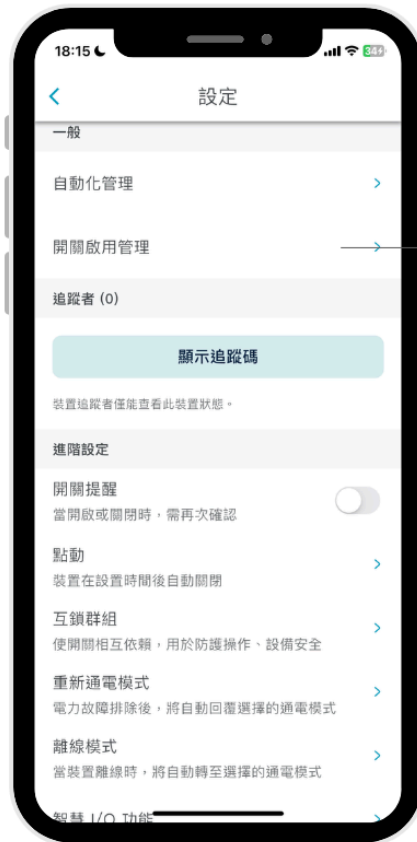 18:15
34
設定
一般
自動化管理
開關啟用管理
追蹤者 (0)
顯示追蹤碼
裝置追蹤者僅能查看此裝置狀態。
進階設定
開關提醒
當開啟或關閉時，需再次確認
點動
裝置在設置時間後自動關閉
互鎖群組
使開關相互依賴，用於防護操作、設備安全
重新通電模式
電力故障排除後，將自動回覆選擇的通電模式
離線模式
當裝置離線時，將自動轉至選擇的通電模式
智慧 I/O 功能